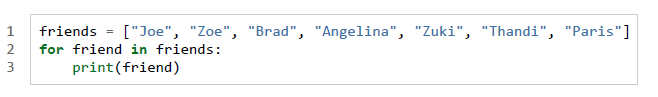 1 friends = ["Joe", "Zoe", "Brad", "Angelina", "Zuki", "Thandi", "Paris"]
2 for friend in friends:
3     print(friend)